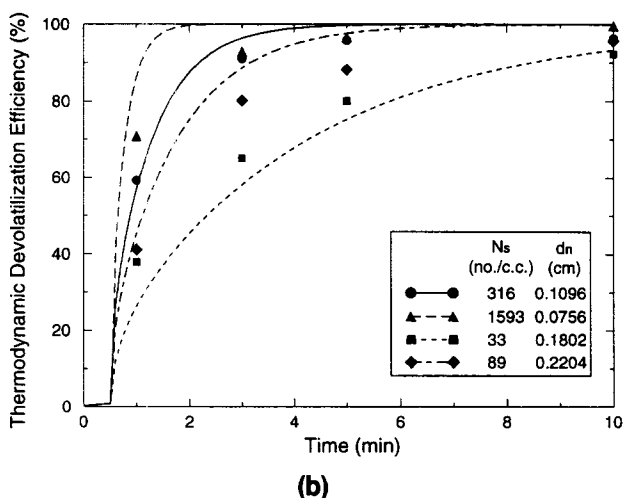 Thermodynamic Devolatilization Efficiency (%)
100
80
60
40
20
0
0 2 4 6 8 10
Time (min)
Ns dn
(no./c.c.) (cm)
316 0.1096
1593 0.0756
33 0.1802
89 0.2204
(b)